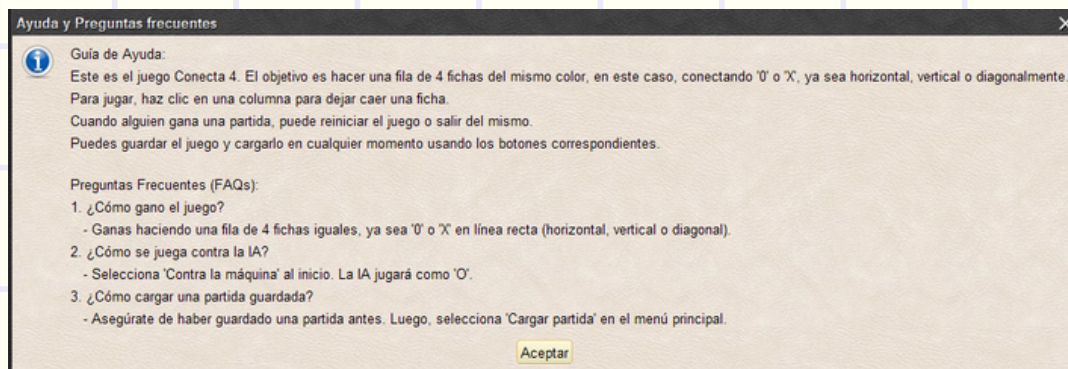 Ayuda y Preguntas frecuentes
Guía de Ayuda:
Este es el juego Conecta 4. El objetivo es hacer una fila de 4 fichas del mismo color, en este caso, conectando '0' o 'X', ya sea horizontal, vertical o diagonalmente.
Para jugar, haz clic en una columna para dejar caer una ficha.
Cuando alguien gana una partida, puede reiniciar el juego o salir del mismo.
Puedes guardar el juego y cargarlo en cualquier momento usando los botones correspondientes.
Preguntas Frecuentes (FAQs):
1. ¿Cómo gano el juego?
- Ganas haciendo una fila de 4 fichas iguales, ya sea '0' o 'X' en línea recta (horizontal, vertical o diagonal).
2. ¿Cómo se juega contra la IA?
- Selecciona 'Contra la máquina' al inicio. La IA jugará como 'O'.
3. ¿Cómo cargar una partida guardada?
- Asegúrate de haber guardado una partida antes. Luego, selecciona 'Cargar partida' en el menú principal.
Aceptar